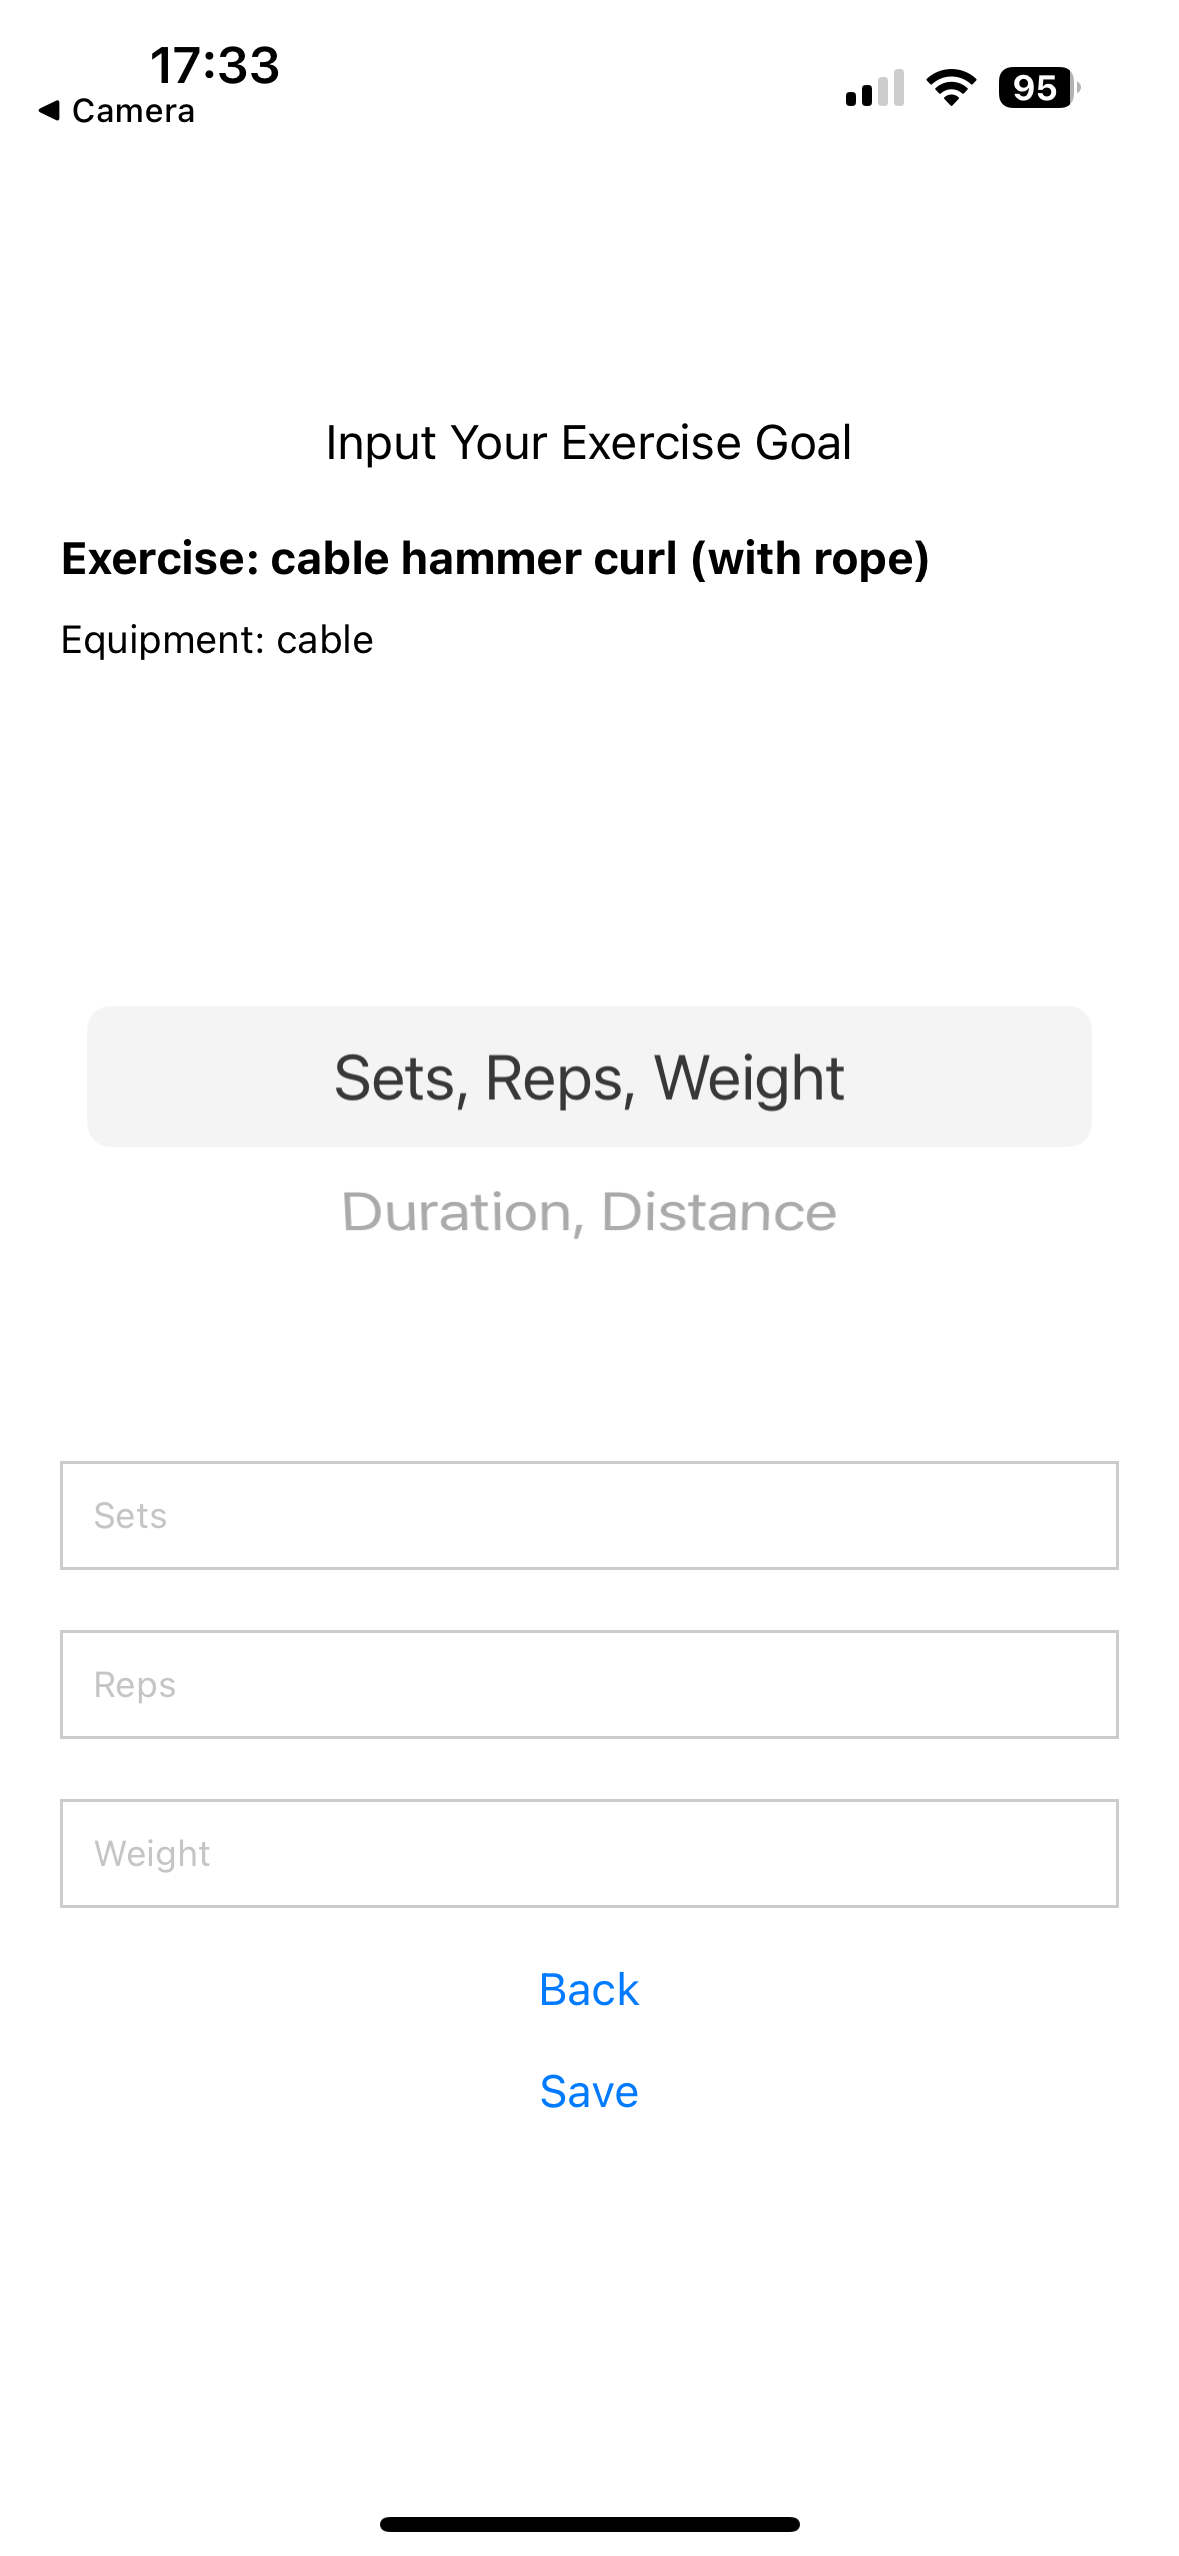 17:33
◀ Camera
95
Input Your Exercise Goal
Exercise: cable hammer curl (with rope)
Equipment: cable
Sets, Reps, Weight
Duration, Distance
Sets
Reps
Weight
Back
Save